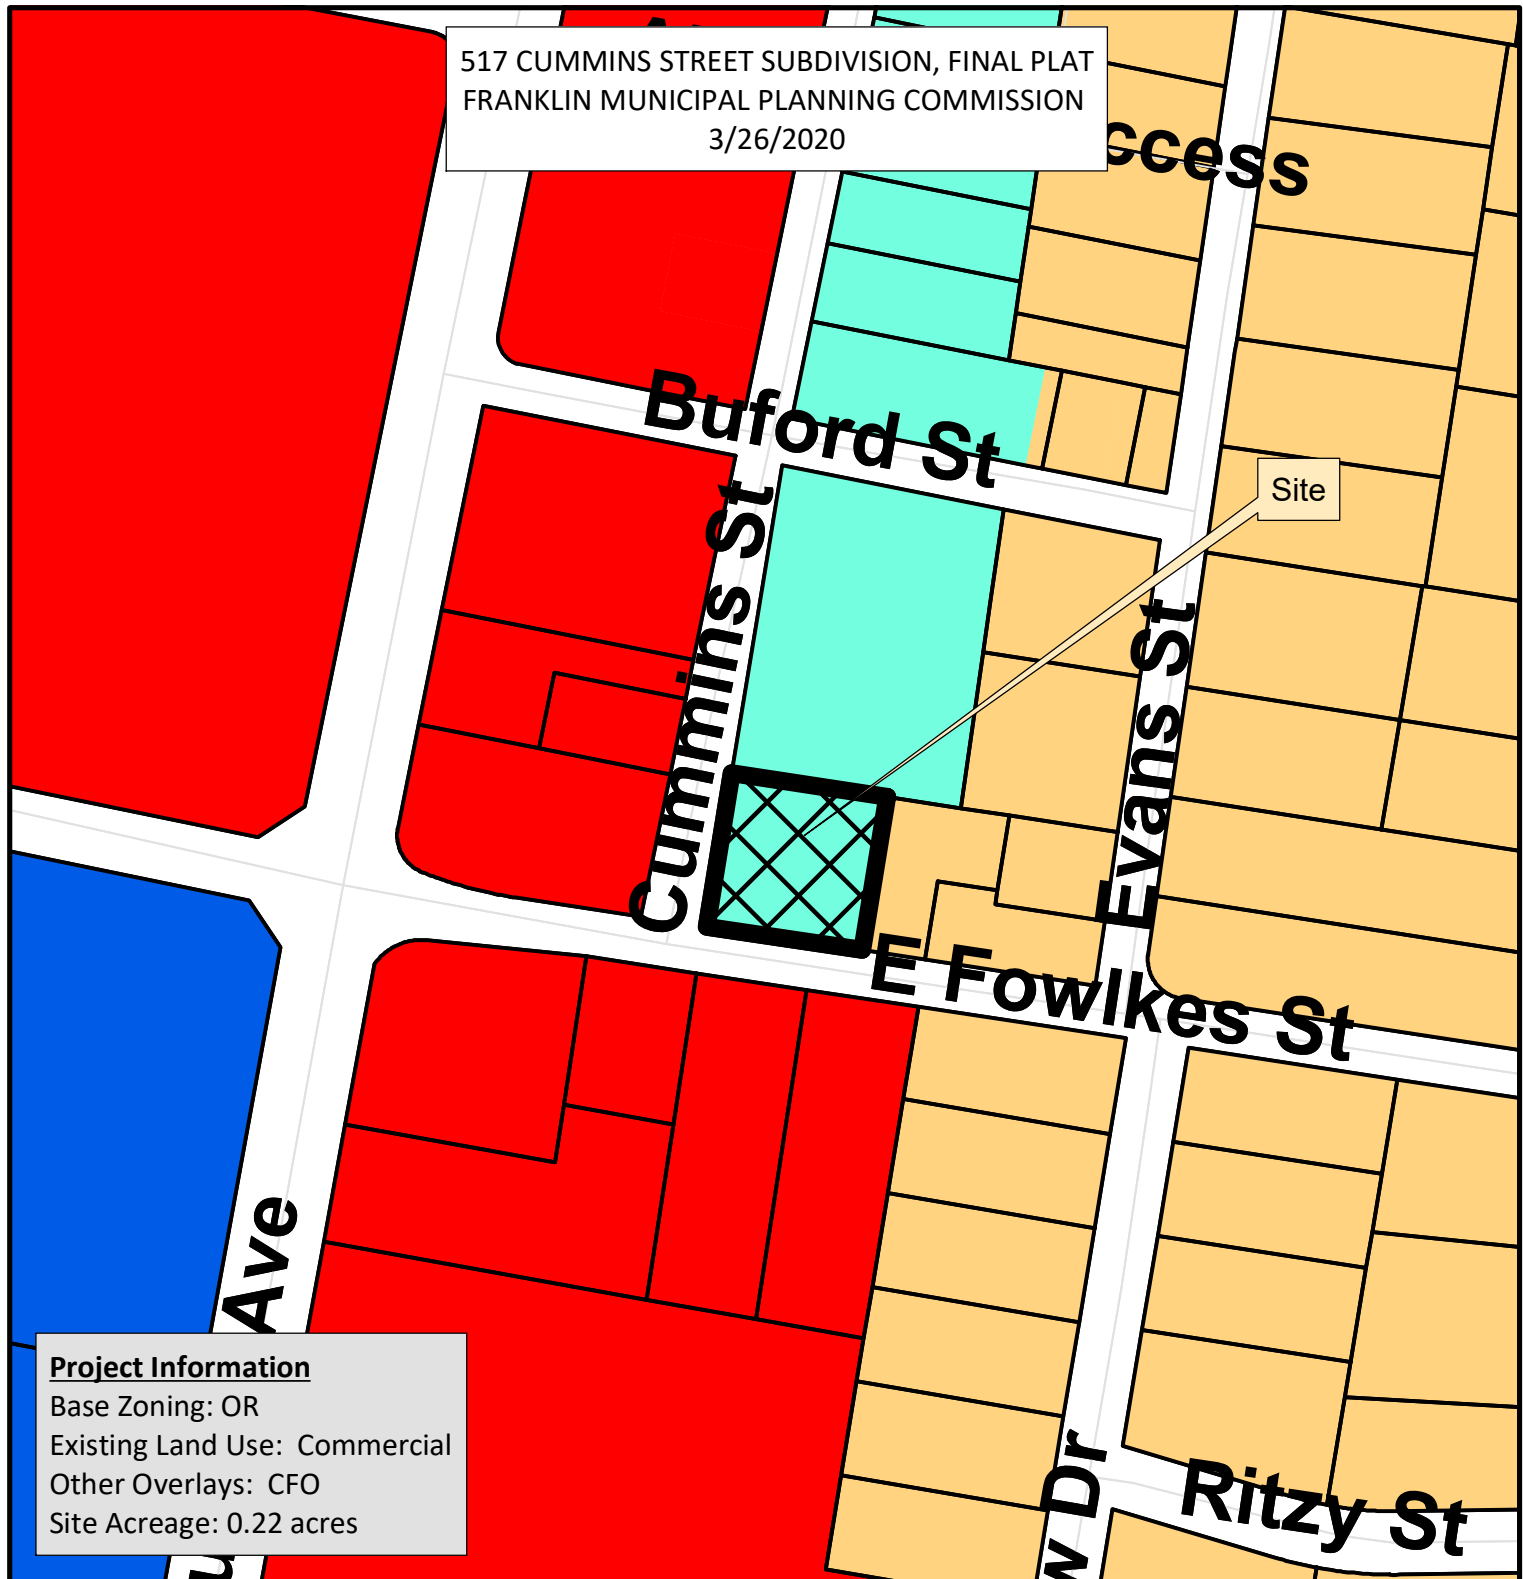 517 CUMMINS STREET SUBDIVISION, FINAL PLAT
FRANKLIN MUNICIPAL PLANNING COMMISSION
3/26/2020
Buford St
Site
Cummins St
Evans St
E Fowlkes St
Ave
Dr
Ritzy St
Project Information
Base Zoning: OR
Existing Land Use: Commercial
Other Overlays: CFO
Site Acreage: 0.22 acres